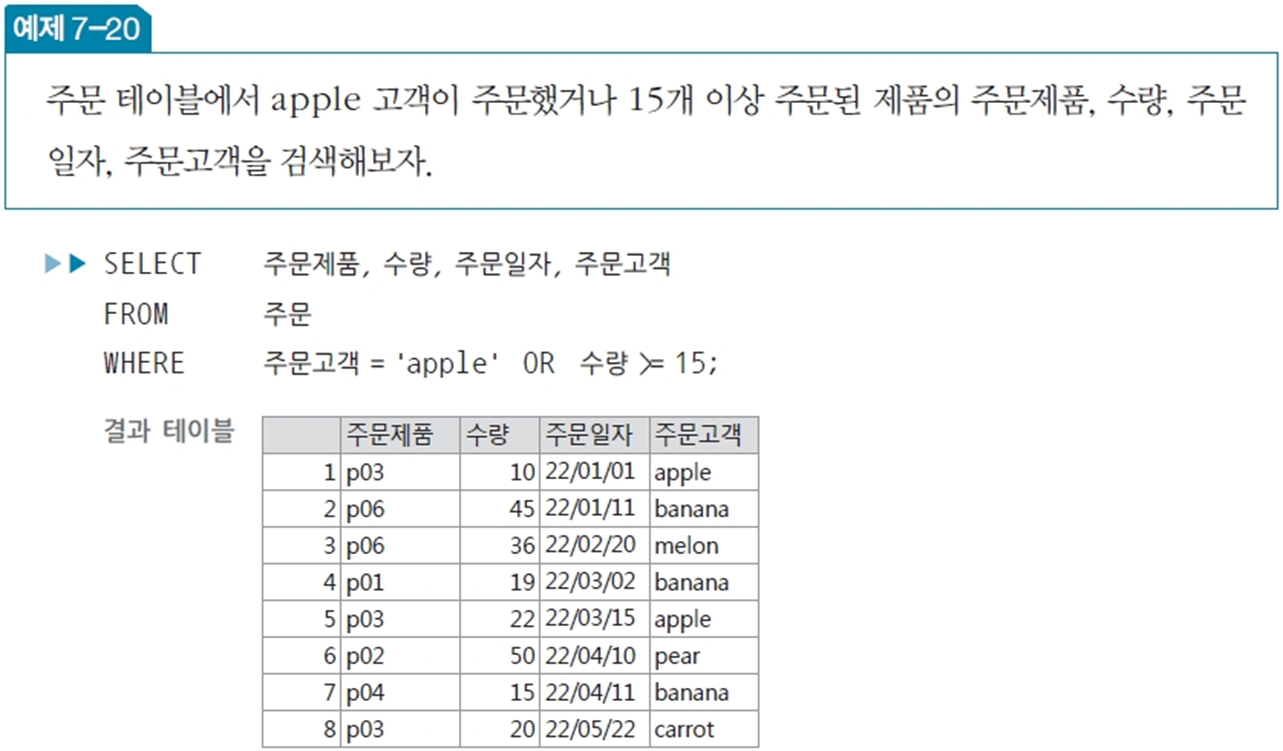 예제 7-20
주문 테이블에서 apple 고객이 주문했거나 15개 이상 주문된 제품의 주문제품, 수량, 주문
일자, 주문고객을 검색해보자.
▶▶ SELECT 주문제품, 수량, 주문일자, 주문고객
FROM 주문
WHERE 주문고객 = 'apple' OR 수량 >= 15;
결과 테이블
주문제품 수량 주문일자 주문고객
1 p03 10 22/01/01 apple
2 p06 45 22/01/11 banana
3 p06 36 22/02/20 melon
4 p01 19 22/03/02 banana
5 p03 22 22/03/15 apple
6 p02 50 22/04/10 pear
7 p04 15 22/04/11 banana
8 p03 20 22/05/22 carrot